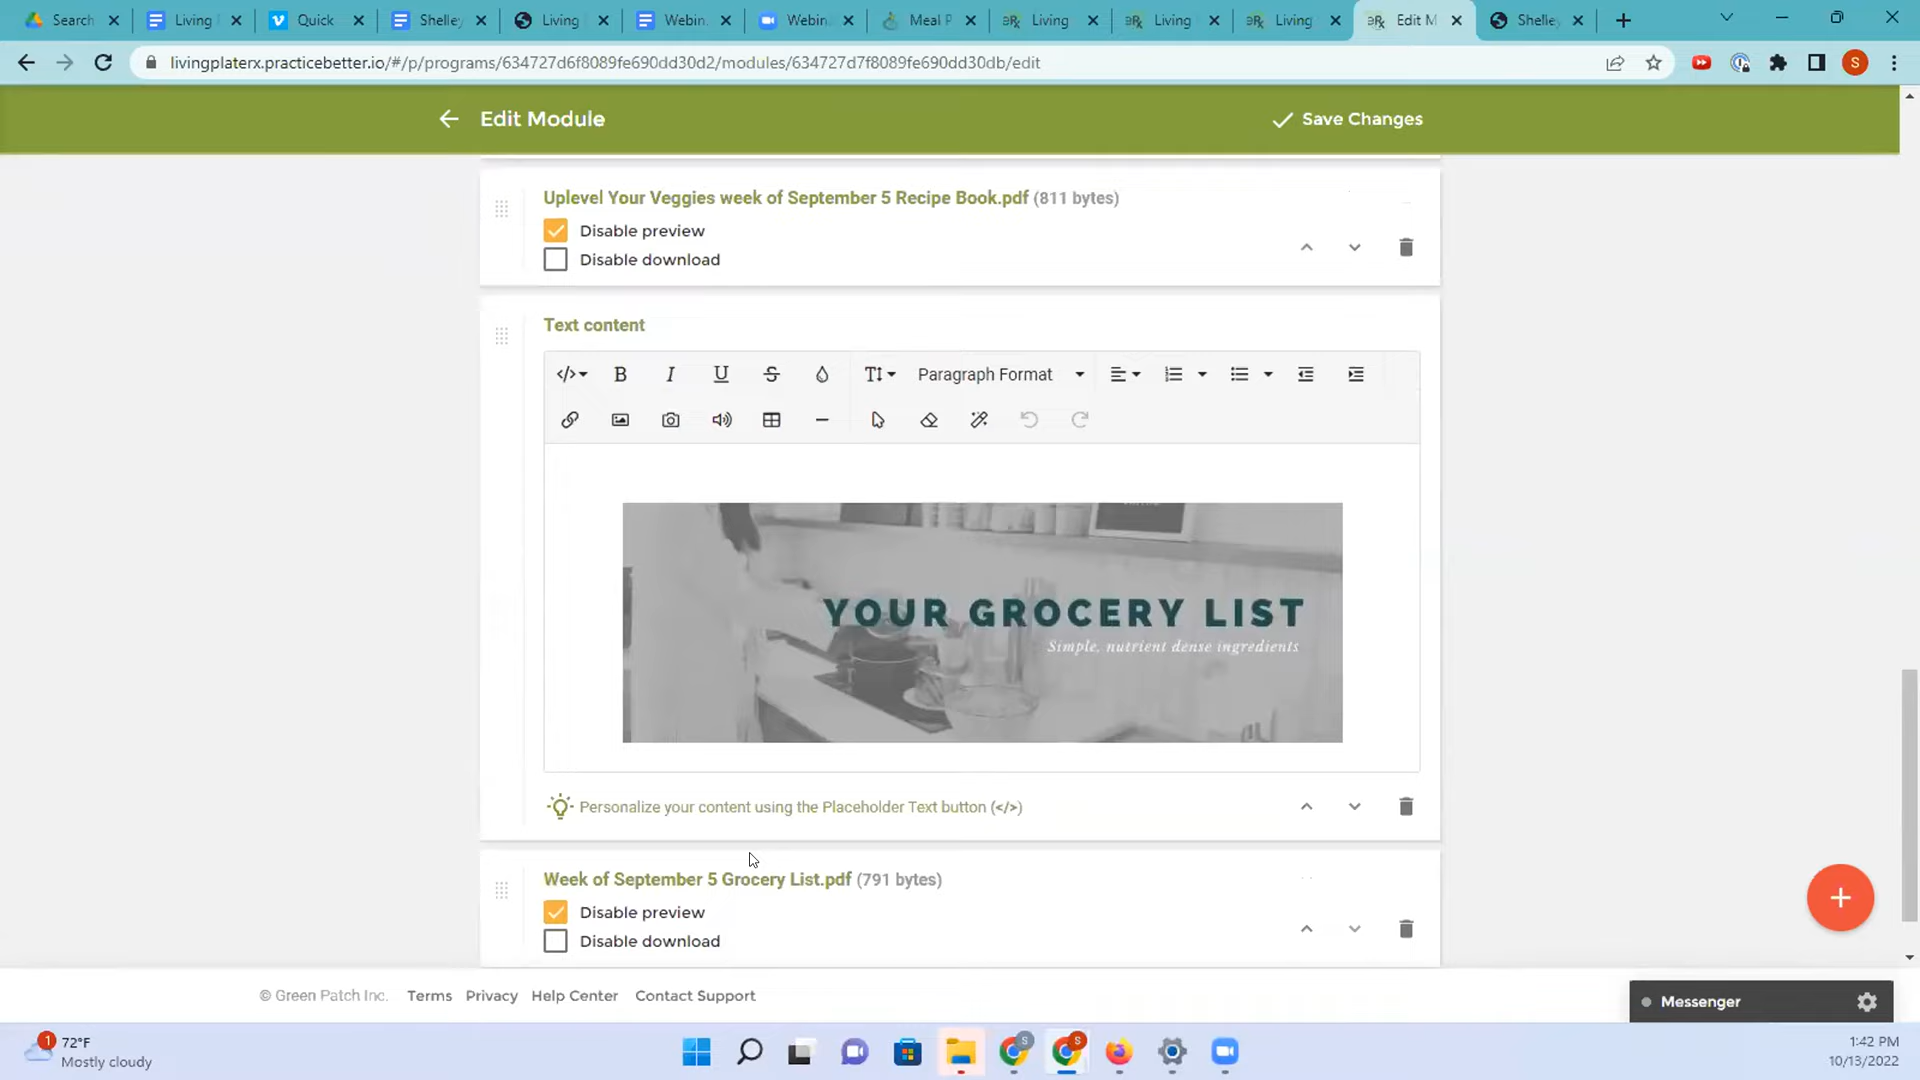 Living
Quick
Shelley
Living
Webin
Webin
Meal P
Living
Living
Living
Edit M
Shelley
Search
livingplaterx.practicebetter.io/#/p/programs/634727d6f8089fe690dd30d2/modules/634727d7f8089fe690dd30db/edit
S
Edit Module
Save Changes
Uplevel Your Veggies week of September 5 Recipe Book.pdf (811 bytes)
Disable preview
Disable download
Text content
</> B I U S Paragraph Format
YOUR GROCERY LIST
Simple, nutrient dense ingredients
Personalize your content using the Placeholder Text button (</>)
Week of September 5 Grocery List.pdf (791 bytes)
Disable preview
Disable download
© Green Patch Inc. Terms Privacy Help Center Contact Support
Messenger
1
72°F
Mostly cloudy
1:42 PM
10/13/2022